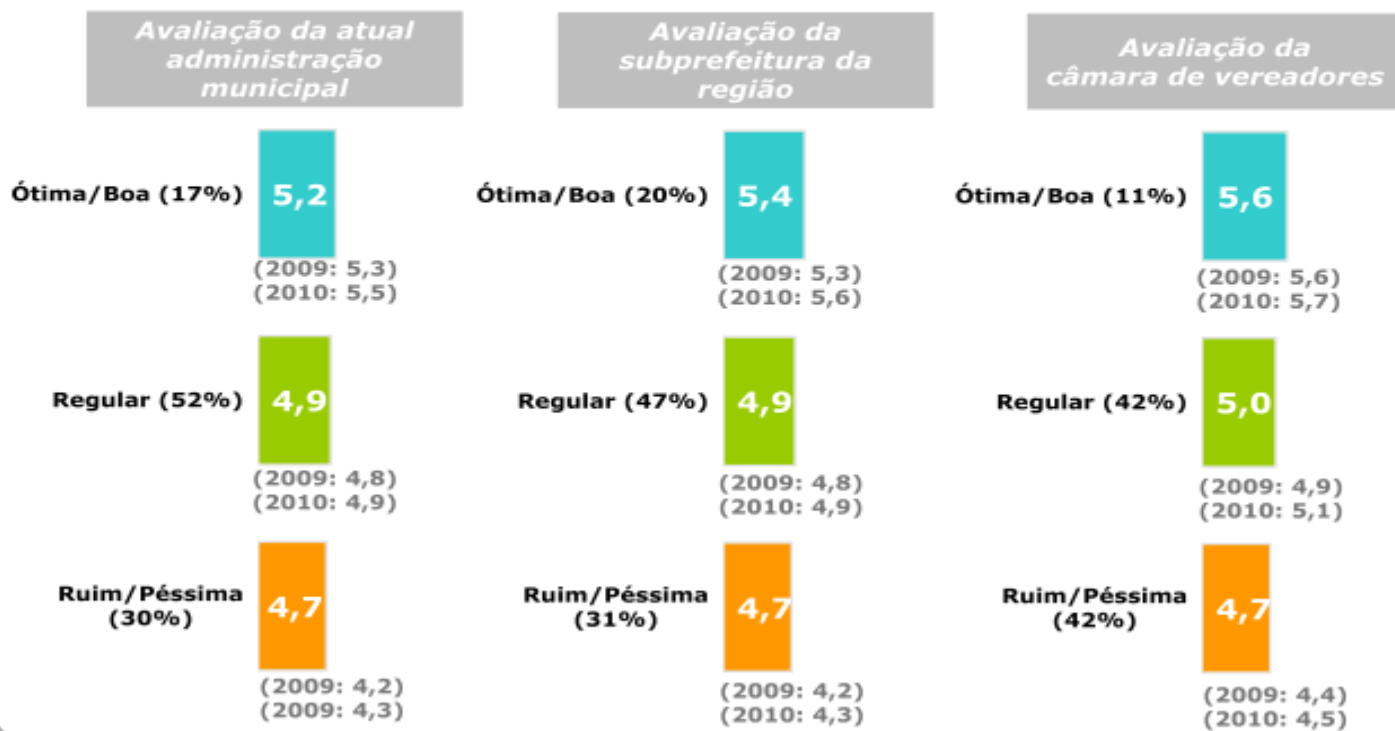 Avaliação da atual
administração
municipal
Ótima/Boa (17%)
5,2
(2009: 5,3)
(2010: 5,5)
Regular (52%)
4,9
(2009: 4,8)
(2010: 4,9)
Ruim/Péssima
(30%)
4,7
(2009: 4,2)
(2009: 4,3)
Avaliação da
subprefeitura da
região
Ótima/Boa (20%)
5,4
(2009: 5,3)
(2010: 5,6)
Regular (47%)
4,9
(2009: 4,8)
(2010: 4,9)
Ruim/Péssima
(31%)
4,7
(2009: 4,2)
(2010: 4,3)
Avaliação da
câmara de vereadores
Ótima/Boa (11%)
5,6
(2009: 5,6)
(2010: 5,7)
Regular (42%)
5,0
(2009: 4,9)
(2010: 5,1)
Ruim/Péssima
(42%)
4,7
(2009: 4,4)
(2010: 4,5)